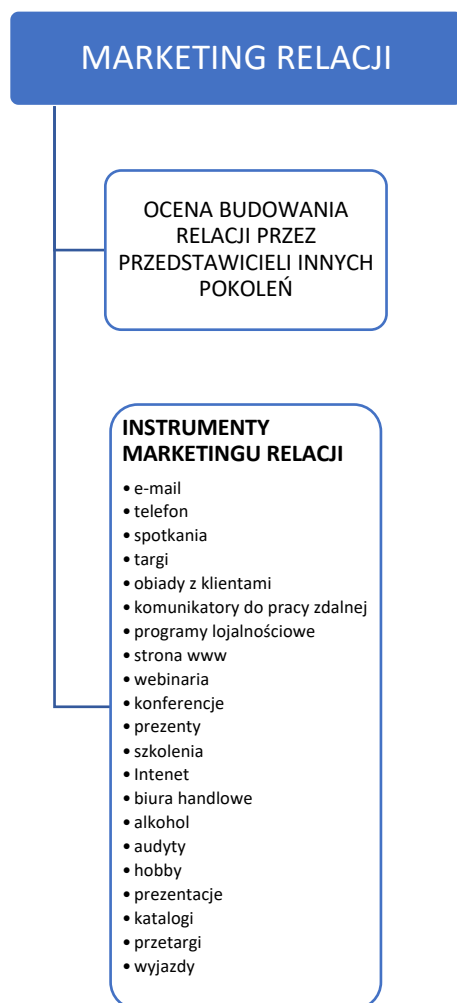 MARKETING RELACJI
OCENA BUDOWANIA
RELACJI PRZEZ
PRZEDSTAWICIELI INNYCH
POKOLEŃ
INSTRUMENTY
MARKETINGU RELACJI
• e-mail
• telefon
• spotkania
• targi
• obiady z klientami
• komunikatory do pracy zdalnej
• programy lojalnościowe
• strona www
• webinaria
• konferencje
• prezenty
• szkolenia
• Intenet
• biura handlowe
• alkohol
• audyty
• hobby
• prezentacje
• katalogi
• przetargi
• wyjazdy